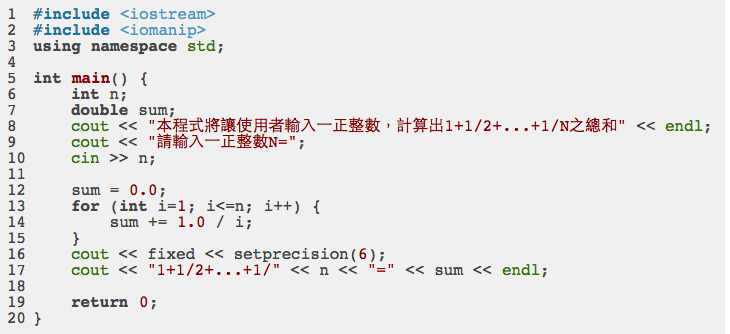 1 #include <iostream>
2 #include <iomanip>
3 using namespace std;
4
5 int main() {
6     int n;
7     double sum;
8     cout << "本程式將讓使用者輸入一正整數，計算出1+1/2+...+1/N之總和" << endl;
9     cout << "請輸入一正整數N=";
10     cin >> n;
11
12     sum = 0.0;
13     for (int i=1; i<=n; i++) {
14         sum += 1.0 / i;
15     }
16     cout << fixed << setprecision(6);
17     cout << "1+1/2+...+1/" << n << "=" << sum << endl;
18
19     return 0;
20 }